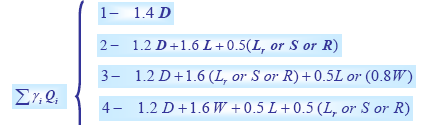 1– 1.4 D
2– 1.2 D+1.6 L+0.5(Lr or S or R)
3– 1.2 D+1.6 (Lr or S or R)+0.5L or (0.8W)
∑γi Qi
4– 1.2 D+1.6 W+0.5 L+0.5 (Lr or S or R)